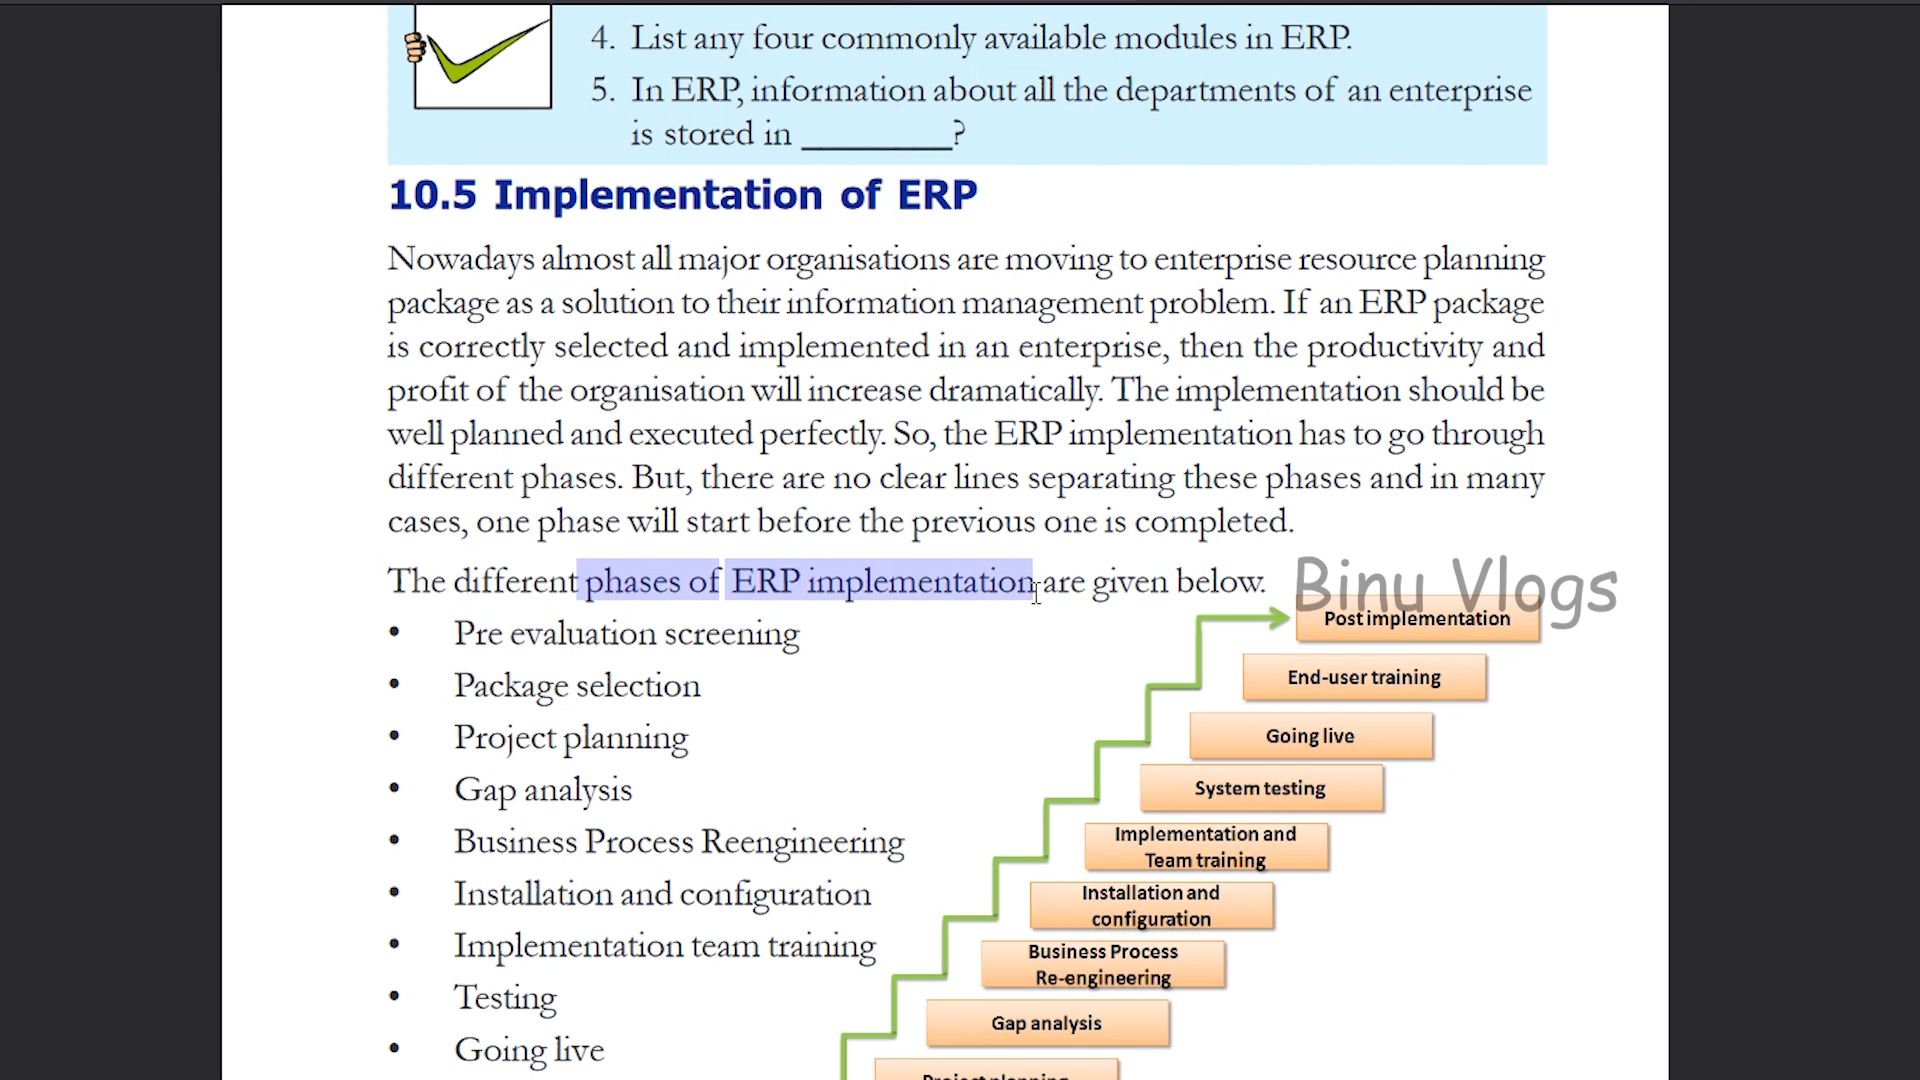 4. List any four commonly available modules in ERP.
5. In ERP, information about all the departments of an enterprise
is stored in ________?
10.5 Implementation of ERP
Nowadays almost all major organisations are moving to enterprise resource planning
package as a solution to their information management problem. If an ERP package
is correctly selected and implemented in an enterprise, then the productivity and
profit of the organisation will increase dramatically. The implementation should be
well planned and executed perfectly. So, the ERP implementation has to go through
different phases. But, there are no clear lines separating these phases and in many
cases, one phase will start before the previous one is completed.
The different phases of ERP implementation are given below.
Binu Vlogs
• Pre evaluation screening
• Package selection
• Project planning
• Gap analysis
• Business Process Reengineering
• Installation and configuration
• Implementation team training
• Testing
• Going live
Post implementation
End-user training
Going live
System testing
Implementation and
Team training
Installation and
configuration
Business Process
Re-engineering
Gap analysis
Project planning